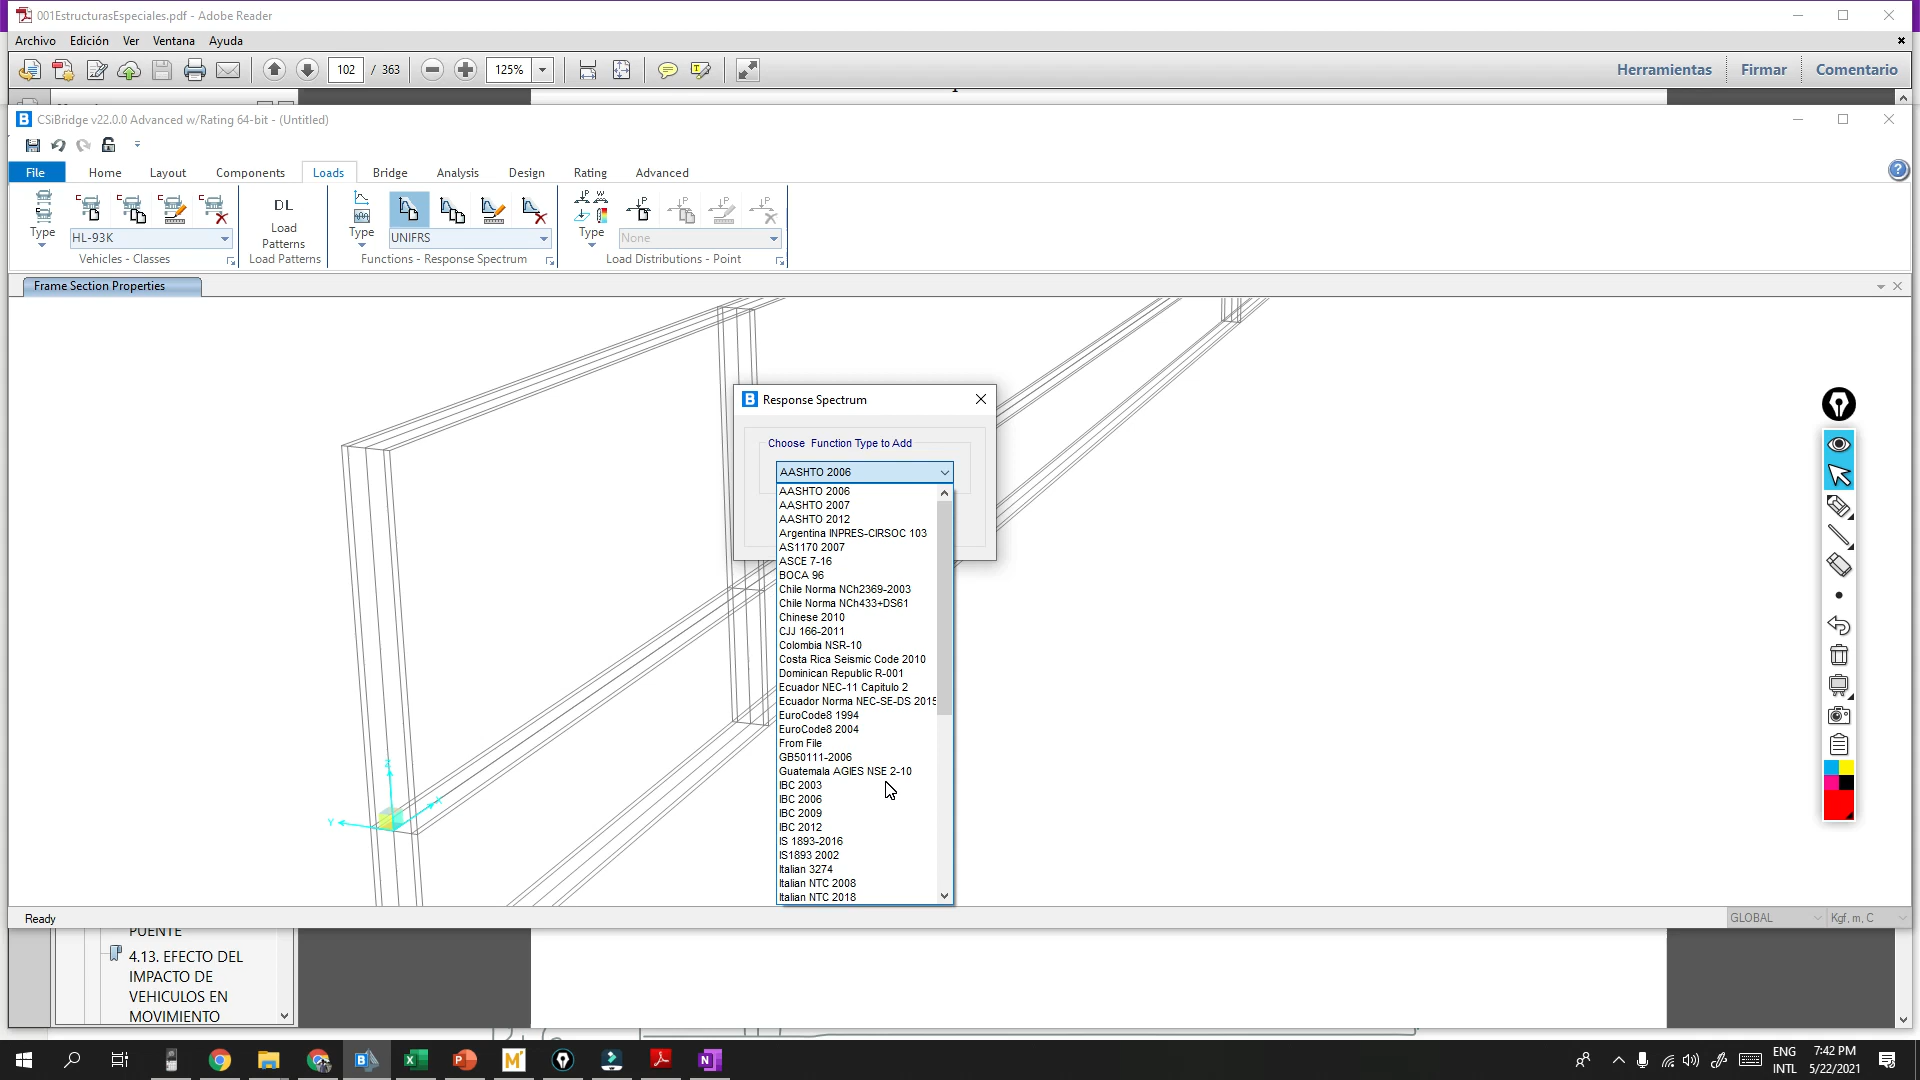 001EstructurasEspeciales.pdf - Adobe Reader
Archivo Edición Ver Ventana Ayuda
102 / 363 125% Herramientas Firmar Comentario
CSiBridge v22.0.0 Advanced w/Rating 64-bit - (Untitled)
File Home Layout Components Loads Bridge Analysis Design Rating Advanced
Type
HL-93K
Vehicles - Classes
DL
Load
Patterns
Load Patterns
Type
UNIFRS
Functions - Response Spectrum
Type
None
Load Distributions - Point
Frame Section Properties
Response Spectrum
Choose Function Type to Add
AASHTO 2006
AASHTO 2006
AASHTO 2007
AASHTO 2012
Argentina INPRES-CIRSOC 103
AS1170 2007
ASCE 7-16
BOCA 96
Chile Norma NCh2369-2003
Chile Norma NCh433+DS61
Chinese 2010
CJJ 166-2011
Colombia NSR-10
Costa Rica Seismic Code 2010
Dominican Republic R-001
Ecuador NEC-11 Capitulo 2
Ecuador Norma NEC-SE-DS 2015
EuroCode8 1994
EuroCode8 2004
From File
GB50111-2006
Guatemala AGIES NSE 2-10
IBC 2003
IBC 2006
IBC 2009
IBC 2012
IS 1893-2016
IS1893 2002
Italian 3274
Italian NTC 2008
Italian NTC 2018
Z
X
Y
Ready
GLOBAL Kgf, m, C
PUENTE
4.13. EFECTO DEL
IMPACTO DE
VEHICULOS EN
MOVIMIENTO
ENG
INTL
7:42 PM
5/22/2021